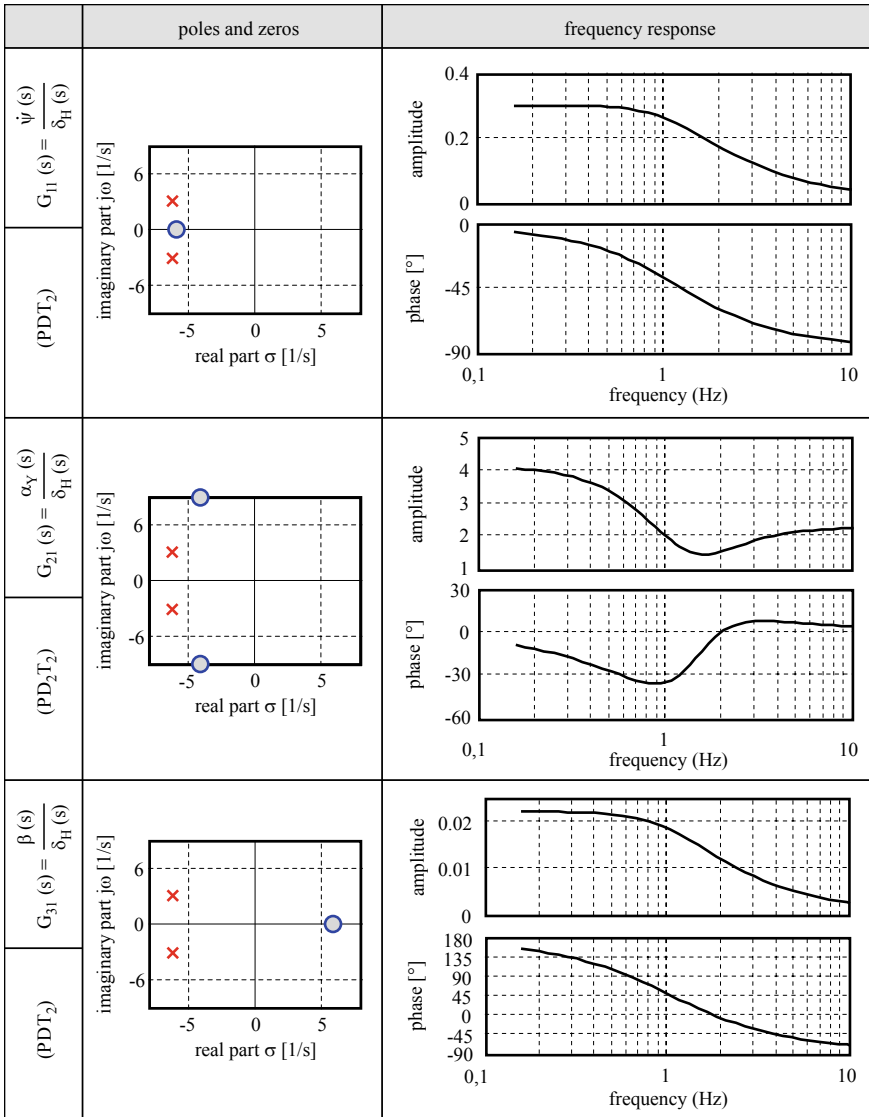 poles and zeros
frequency response
G₁₁ (s) = ψ̇ (s) / δ_H (s)
(PDT₂)
imaginary part jω [1/s]
6
0
-6
-5
0
5
real part σ [1/s]
amplitude
0.4
0.2
0
phase [°]
0
-45
-90
0,1
1
10
frequency (Hz)
G₂₁ (s) = α_Y (s) / δ_H (s)
(PD₂T₂)
imaginary part jω [1/s]
6
0
-6
-5
0
5
real part σ [1/s]
amplitude
5
4
3
2
1
phase [°]
30
0
-30
-60
0,1
1
10
frequency (Hz)
G₃₁ (s) = β (s) / δ_H (s)
(PDT₂)
imaginary part jω [1/s]
6
0
-6
-5
0
5
real part σ [1/s]
amplitude
0.02
0.01
0
phase [°]
180
135
90
45
0
-45
-90
0,1
1
10
frequency (Hz)